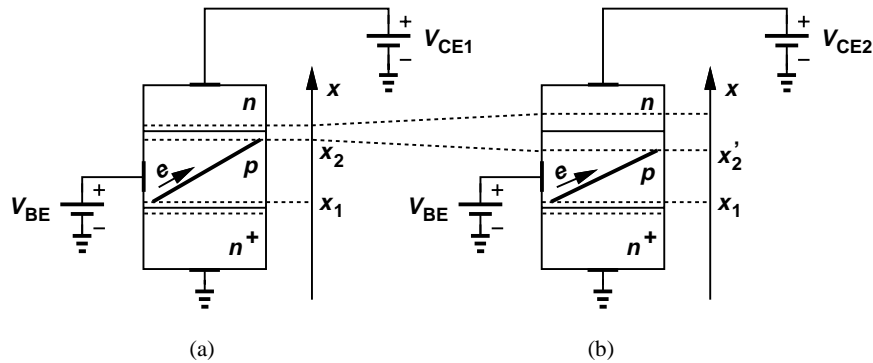 V_CE1
+
−
n
x
x_2
p
e
V_BE
+
−
x_1
n^+
(a)
V_CE2
+
−
n
x
x_2'
p
e
V_BE
+
−
x_1
n^+
(b)